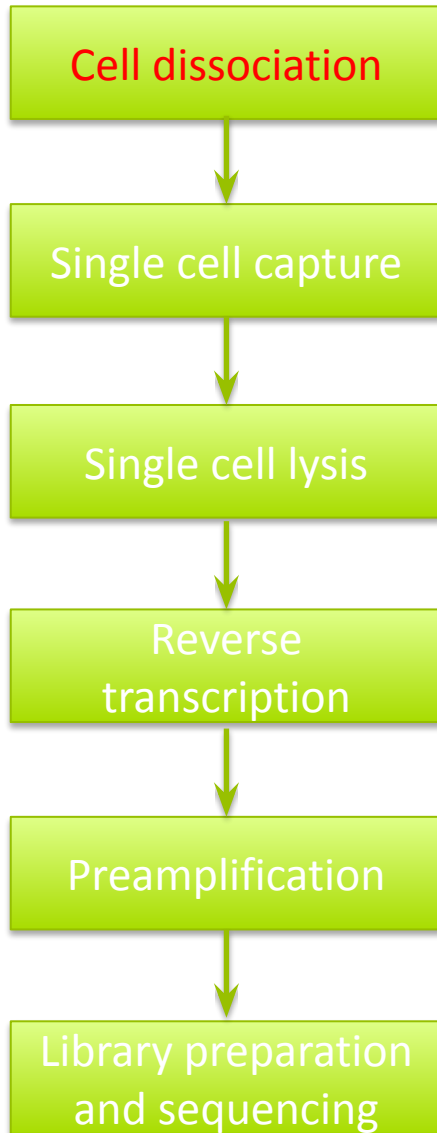 Cell dissociation
Single cell capture
Single cell lysis
Reverse
transcription
Preamplification
Library preparation
and sequencing